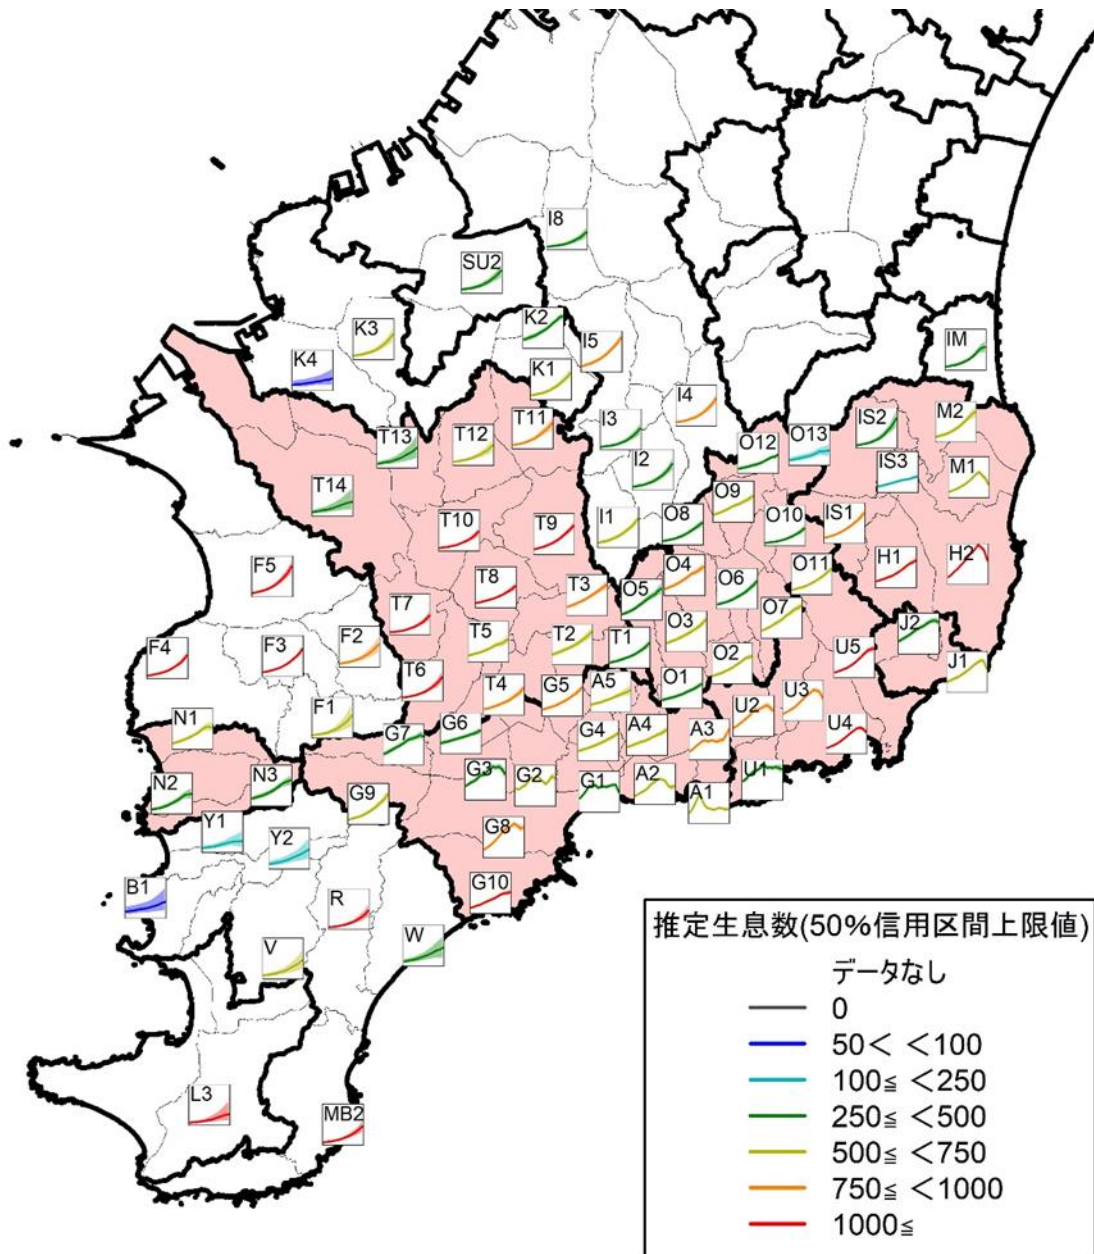 I8
SU2
K2
K3
I5
IM
K4
K1
I4
T11
IS2
M2
T13
T12
I3
O12
O13
IS3
M1
I2
T14
O9
T10
T9
I1
O8
O10
IS1
F5
T8
T3
O5
O4
O6
O11
H1
H2
T7
F4
F3
F2
T5
T2
T1
O3
O7
J2
T6
O2
U5
J1
T4
G5
A5
O1
N1
F1
G7
G6
G4
A4
A3
U2
U3
U4
N2
N3
G9
G3
G2
G1
A2
A1
U1
Y1
Y2
G8
B1
R
G10
V
W
L3
MB2
推定生息数(50%信用区間上限値)
データなし
0
50< <100
100≦ <250
250≦ <500
500≦ <750
750≦ <1000
1000≦